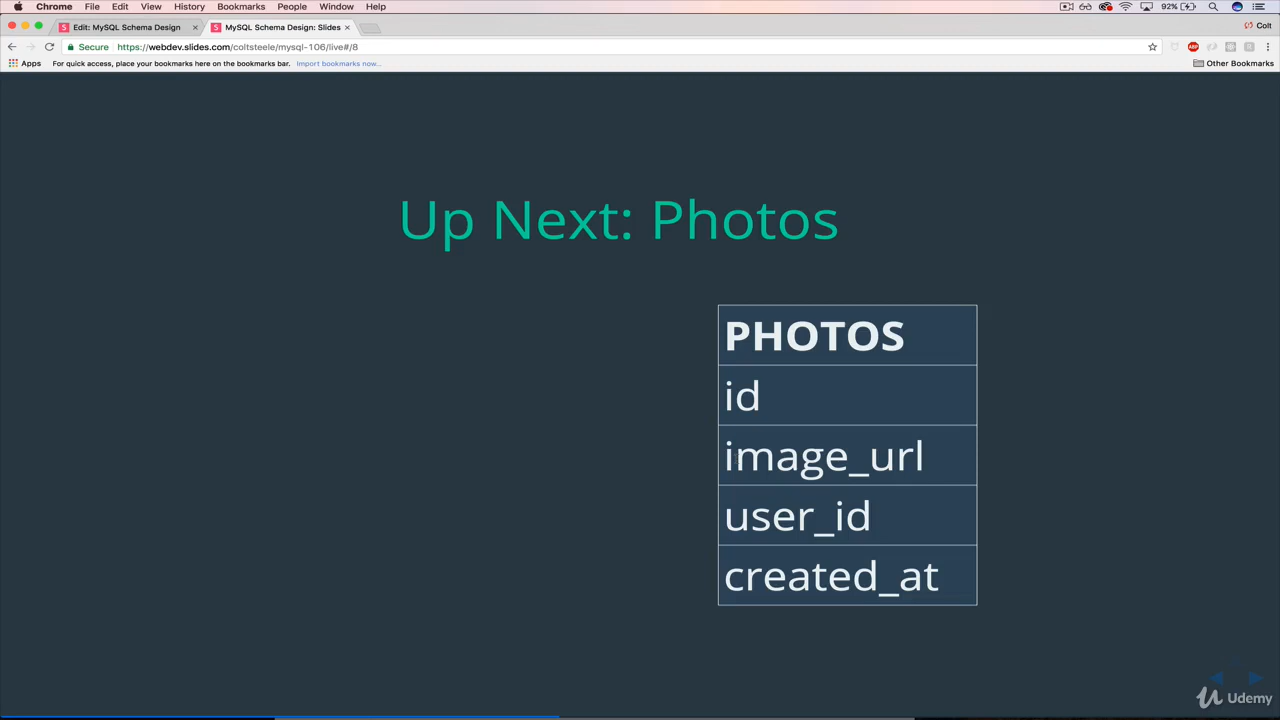 Chrome File Edit View History Bookmarks People Window Help 92%
Edit: MySQL Schema Design × MySQL Schema Design: Slides × Colt
Secure https://webdev.slides.com/coltsteele/mysql-106/live#/8 ABP
Apps For quick access, place your bookmarks here on the bookmarks bar. Import bookmarks now... Other Bookmarks
Up Next: Photos
PHOTOS
id
image_url
user_id
created_at
Udemy